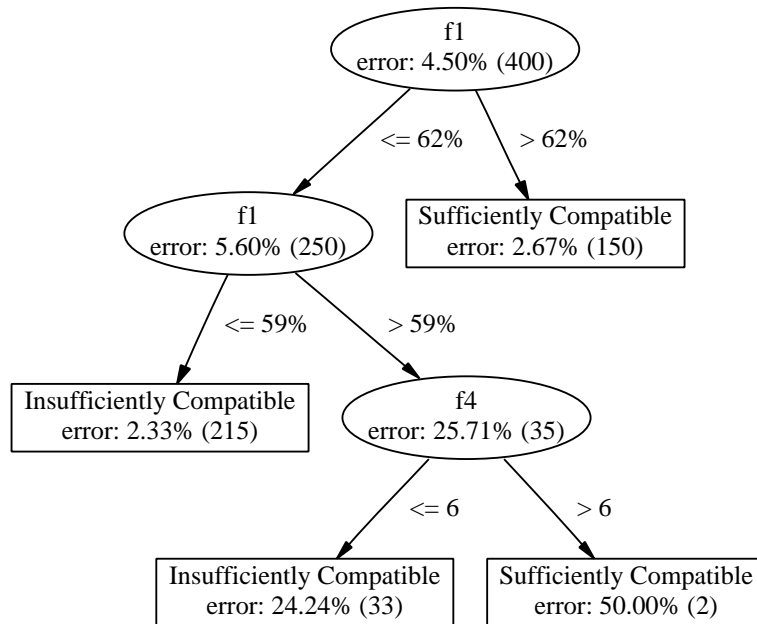 f1
error: 4.50% (400)
<= 62%
> 62%
f1
error: 5.60% (250)
Sufficiently Compatible
error: 2.67% (150)
<= 59%
> 59%
Insufficiently Compatible
error: 2.33% (215)
f4
error: 25.71% (35)
<= 6
> 6
Insufficiently Compatible
error: 24.24% (33)
Sufficiently Compatible
error: 50.00% (2)